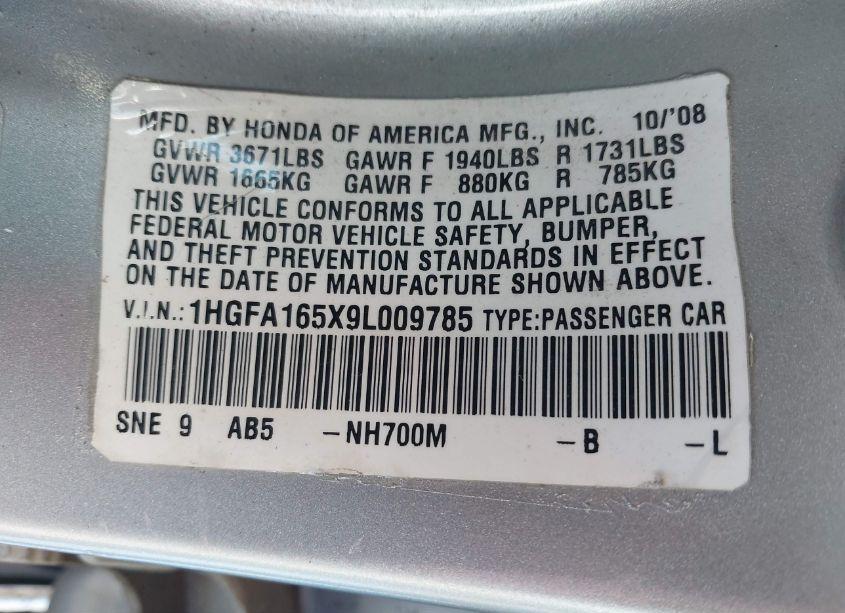 MFD. BY HONDA OF AMERICA MFG., INC. 10/'08
GVWR 3671LBS GAWR F 1940LBS R 1731LBS
GVWR 1665KG GAWR F 880KG R 785KG
THIS VEHICLE CONFORMS TO ALL APPLICABLE
FEDERAL MOTOR VEHICLE SAFETY, BUMPER,
AND THEFT PREVENTION STANDARDS IN EFFECT
ON THE DATE OF MANUFACTURE SHOWN ABOVE.
V.I.N.: 1HGFA165X9L009785 TYPE:PASSENGER CAR
SNE 9 AB5 -NH700M -B -L